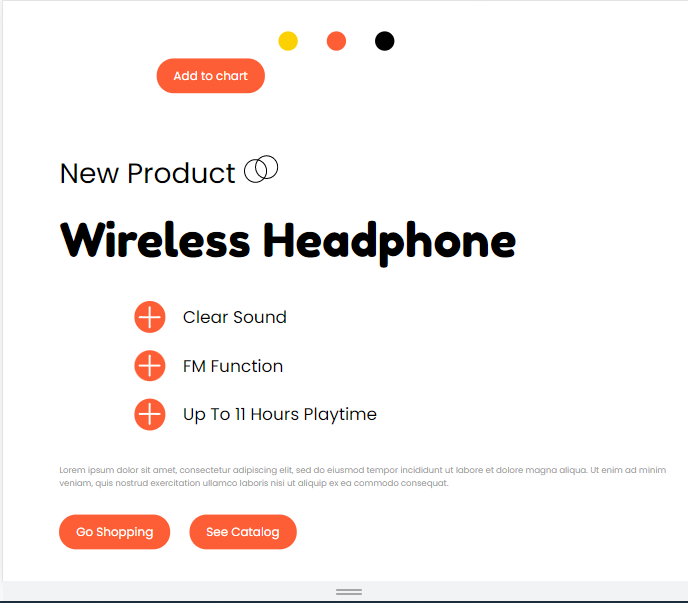 Add to chart
New Product
Wireless Headphone
Clear Sound
FM Function
Up To 11 Hours Playtime
Lorem ipsum dolor sit amet, consectetur adipiscing elit, sed do eiusmod tempor incididunt ut labore et dolore magna aliqua. Ut enim ad minim
veniam, quis nostrud exercitation ullamco laboris nisi ut aliquip ex ea commodo consequat.
Go Shopping
See Catalog